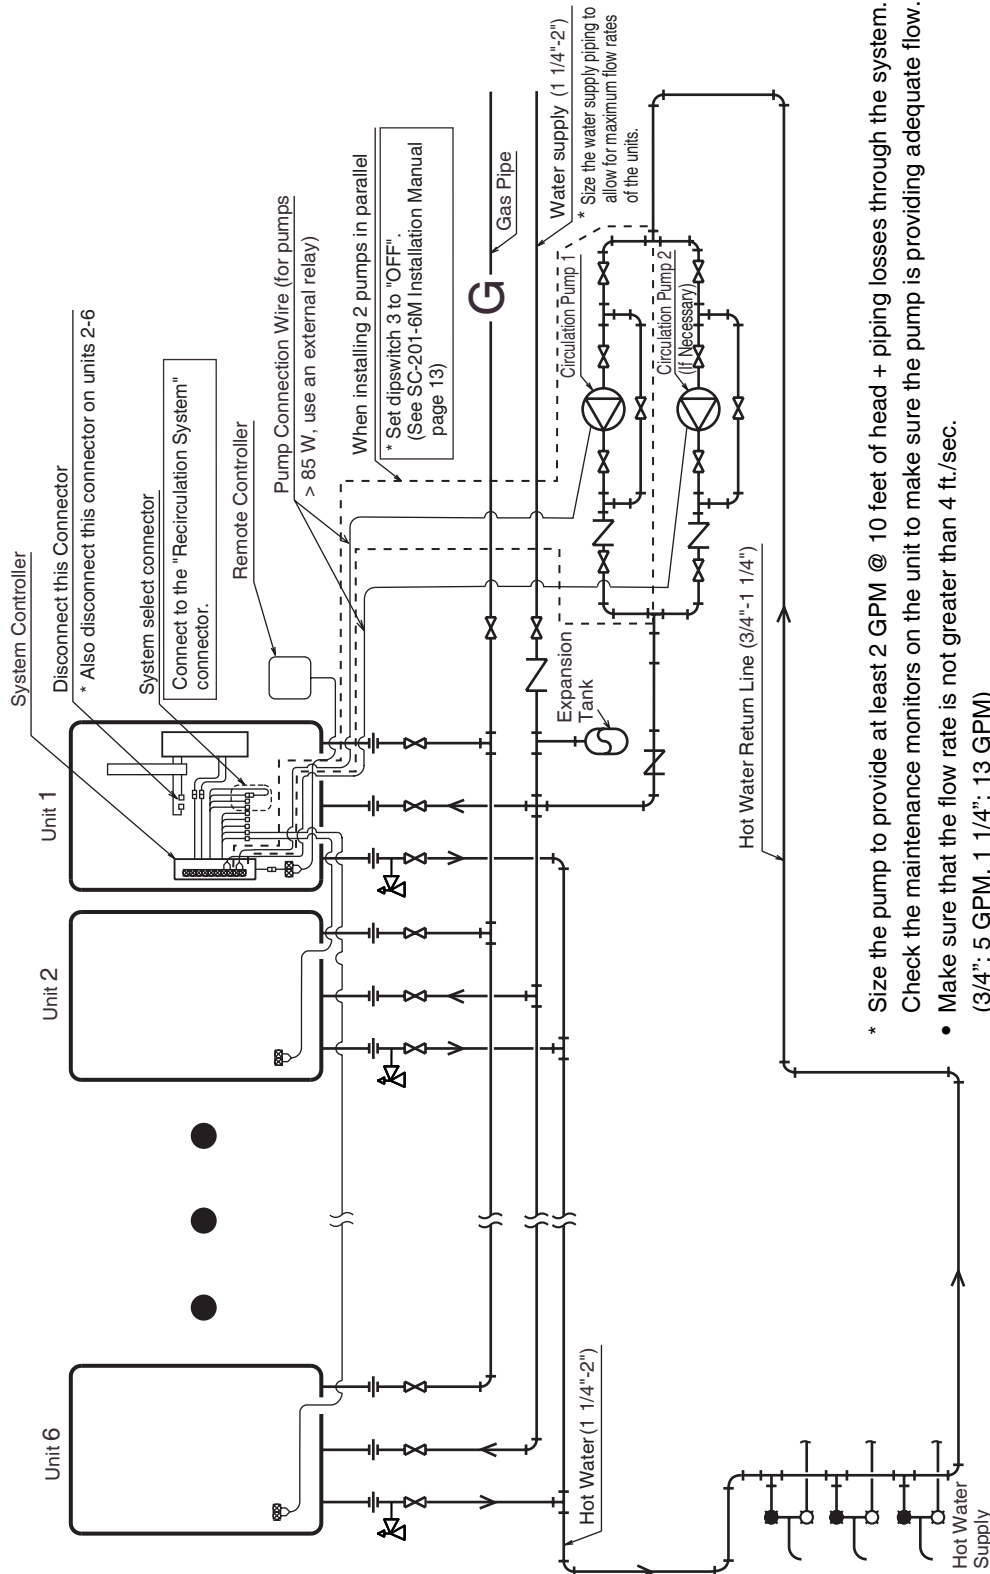 System Controller
Disconnect this Connector
* Also disconnect this connector on units 2-6
System select connector
Connect to the "Recirculation System"
connector.
Remote Controller
Pump Connection Wire (for pumps
> 85 W, use an external relay)
When installing 2 pumps in parallel
* Set dipswitch 3 to "OFF".
(See SC-201-6M Installation Manual
page 13)
Unit 1
Unit 2
Unit 6
G
Gas Pipe
Water supply (1 1/4"-2")
* Size the water supply piping to
allow for maximum flow rates
of the units.
Circulation Pump 1
Circulation Pump 2
(If Necessary)
Expansion
Tank
Hot Water Return Line (3/4"-1 1/4")
Hot Water (1 1/4"-2")
Hot Water
Supply
* Size the pump to provide at least 2 GPM @ 10 feet of head + piping losses through the system.
Check the maintenance monitors on the unit to make sure the pump is providing adequate flow.
• Make sure that the flow rate is not greater than 4 ft./sec.
(3/4”: 5 GPM, 1 1/4”: 13 GPM)